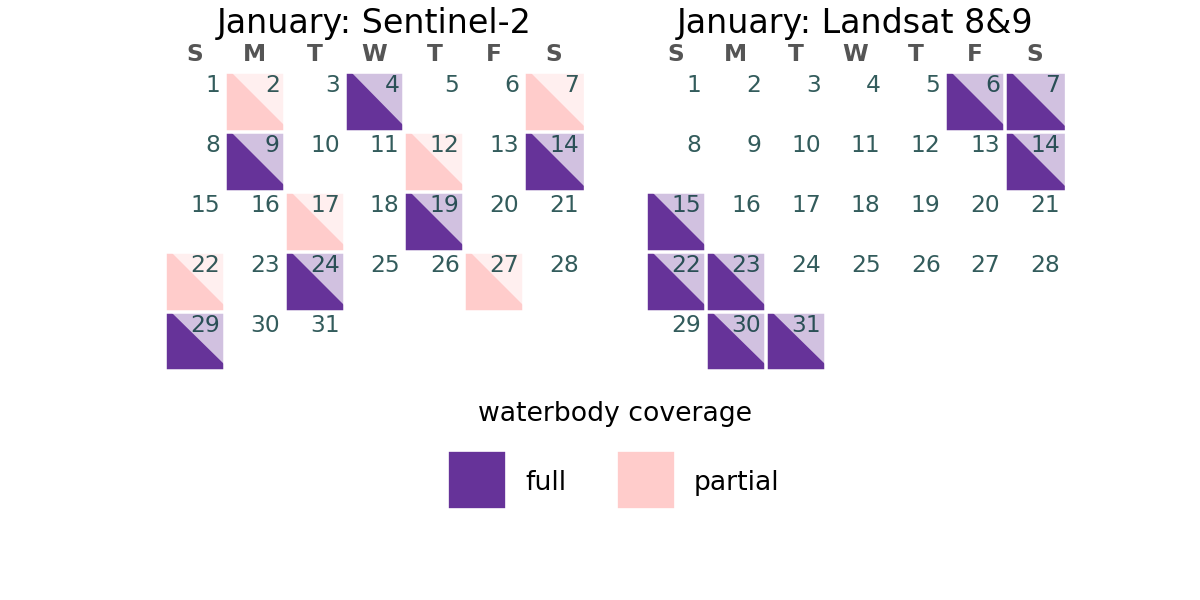 January: Sentinel-2
S M T W T F S
1 2 3 4 5 6 7
8 9 10 11 12 13 14
15 16 17 18 19 20 21
22 23 24 25 26 27 28
29 30 31
January: Landsat 8&9
S M T W T F S
1 2 3 4 5 6 7
8 9 10 11 12 13 14
15 16 17 18 19 20 21
22 23 24 25 26 27 28
29 30 31
waterbody coverage
full partial